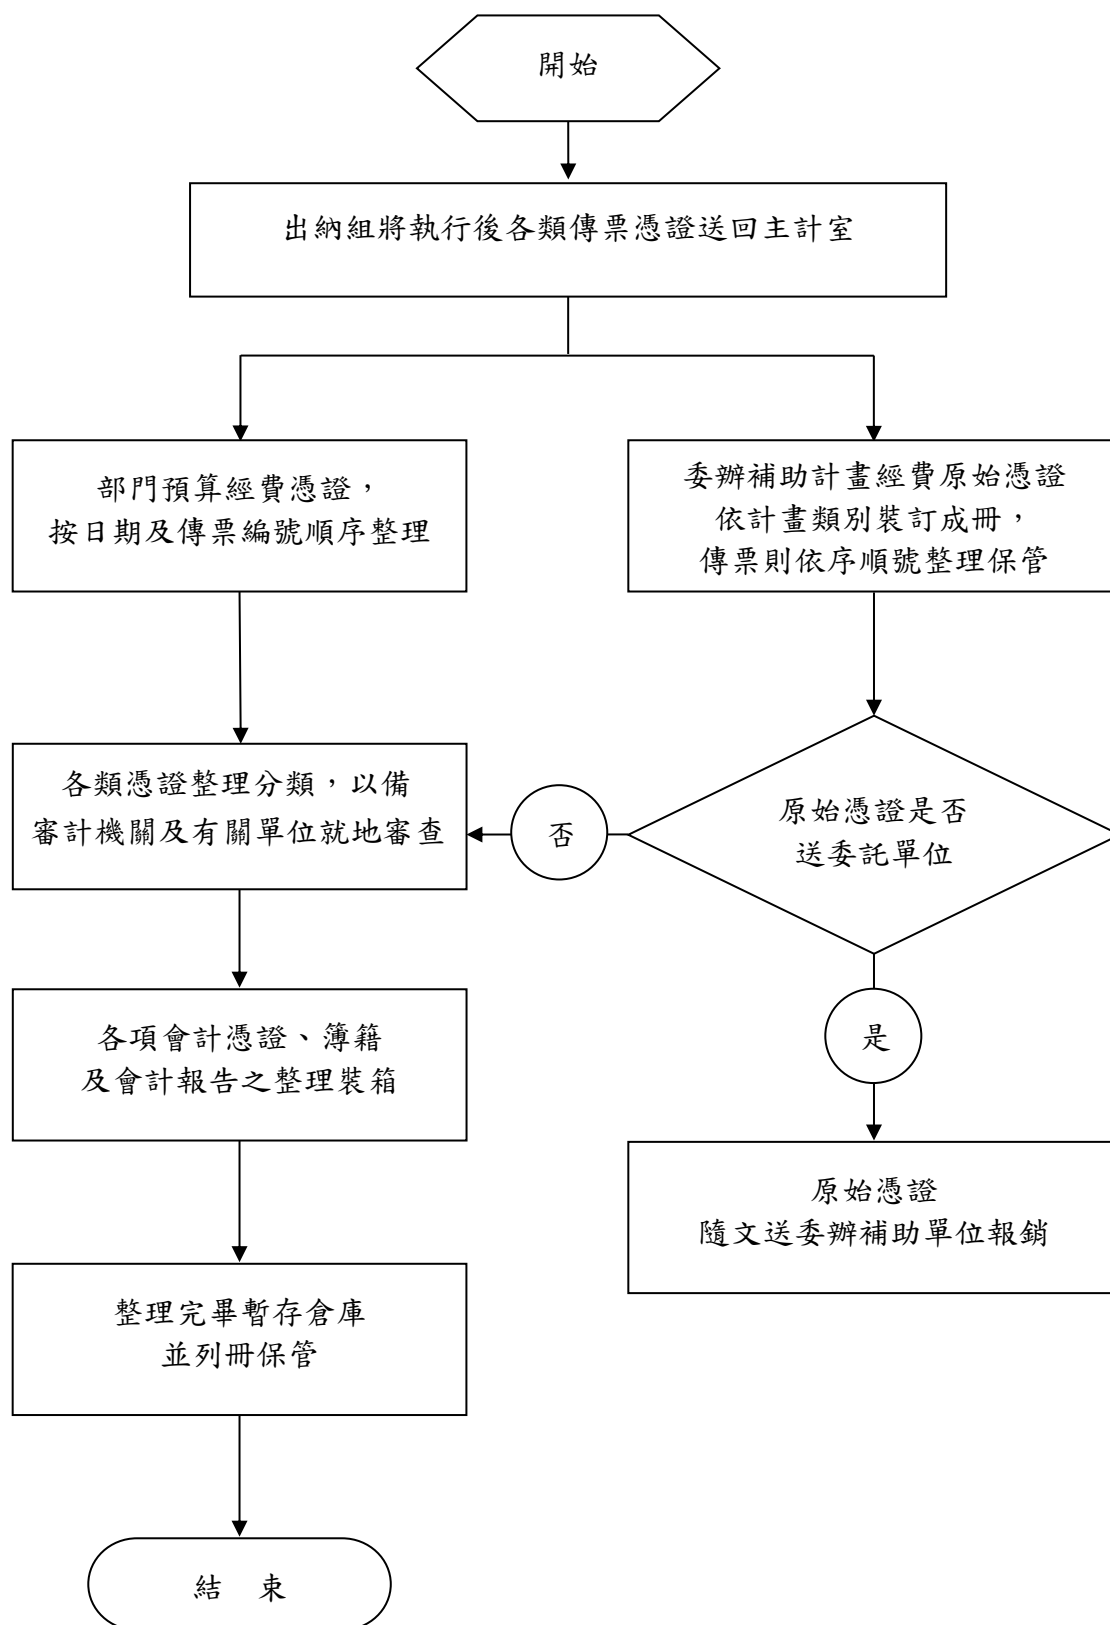 開始
出納組將執行後各類傳票憑證送回主計室
部門預算經費憑證，
按日期及傳票編號順序整理
委辦補助計畫經費原始憑證
依計畫類別裝訂成冊，
傳票則依序順號整理保管
各類憑證整理分類，以備
審計機關及有關單位就地審查
否
原始憑證是否
送委託單位
各項會計憑證、簿籍
及會計報告之整理裝箱
是
原始憑證
隨文送委辦補助單位報銷
整理完畢暫存倉庫
並列冊保管
結　束